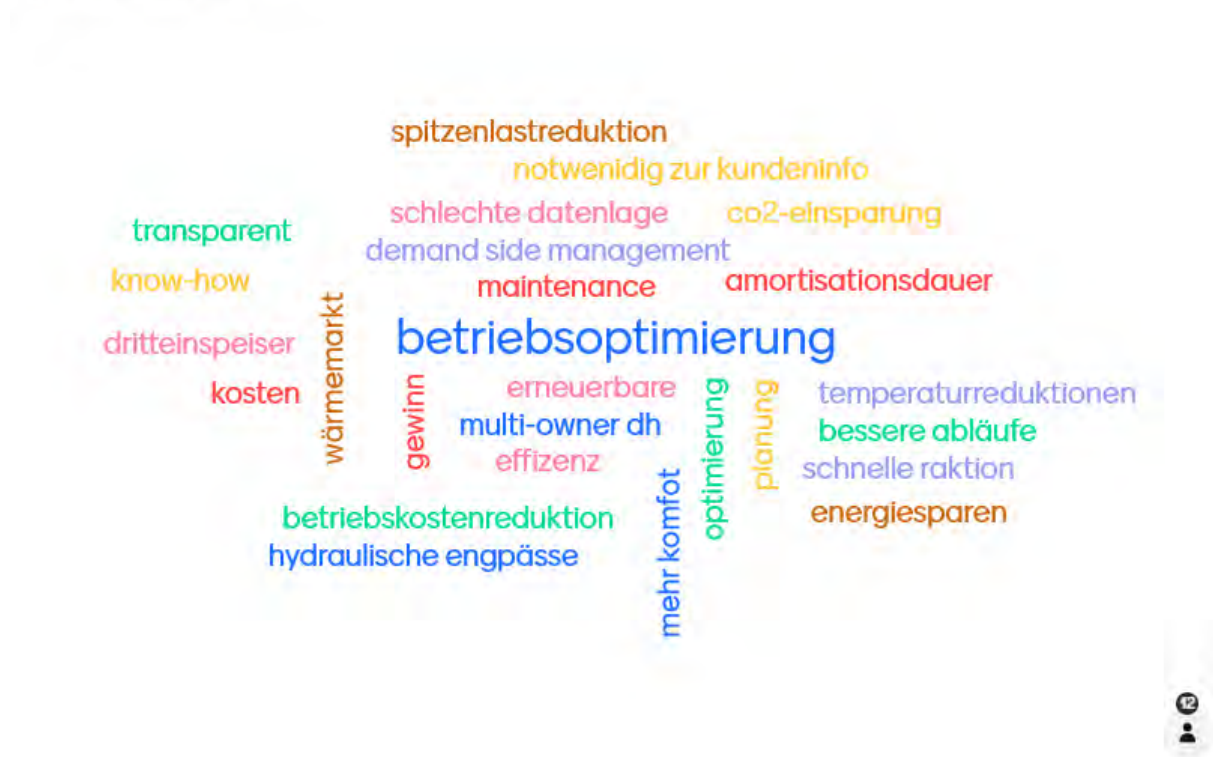 spitzenlastreduktion
notwenidig zur kundeninfo
schlechte datenlage
co2-einsparung
transparent
demand side management
know-how
maintenance
amortisationsdauer
wärmemarkt
betriebsoptimierung
dritteinspeiser
kosten
gewinn
erneuerbare
optimierung
planung
temperaturreduktionen
multi-owner dh
bessere abläufe
effizenz
schnelle raktion
mehr komfot
energiesparen
betriebskostenreduktion
hydraulische engpässe
12